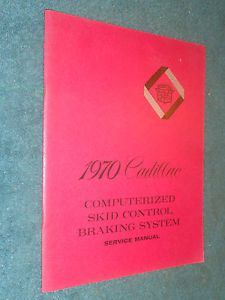 1970 Cadillac
COMPUTERIZED
SKID CONTROL
BRAKING SYSTEM
SERVICE MANUAL